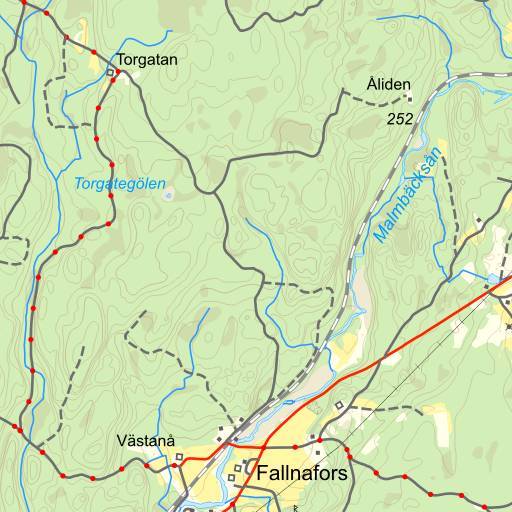 Torgatan
Åliden
252
Torgategölen
Malmbäcksån
Västanå
Fallnafors